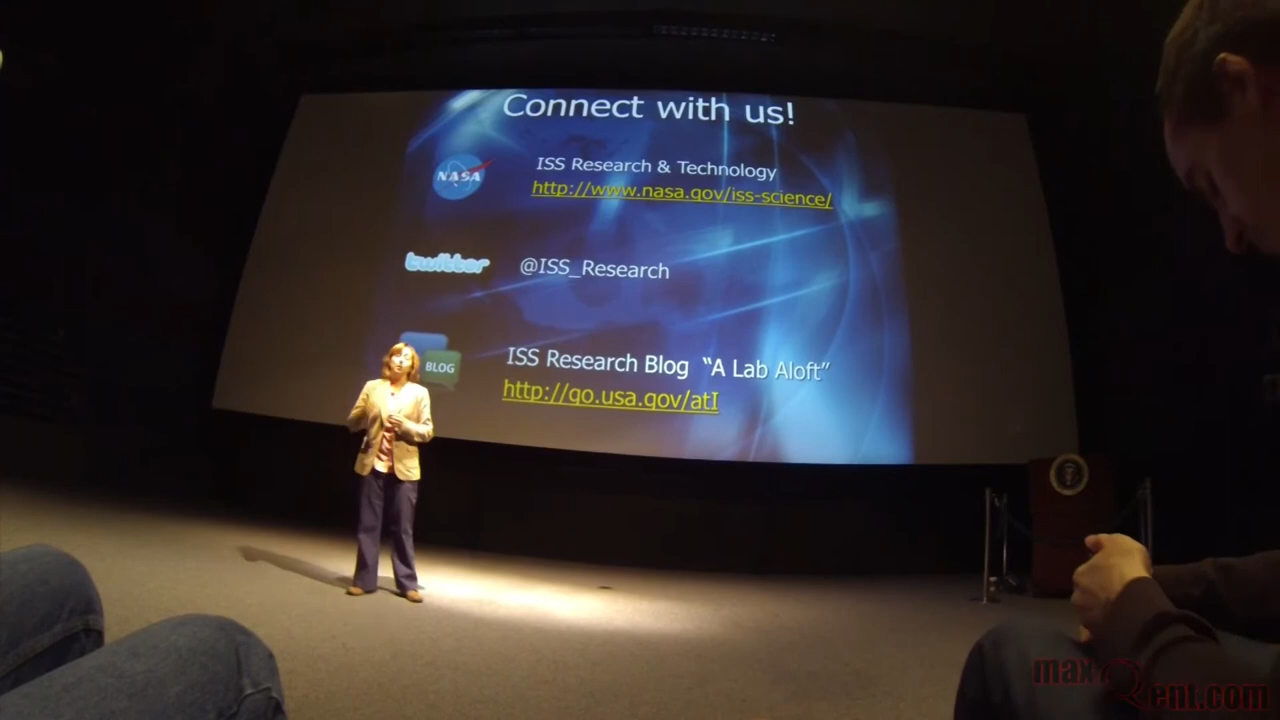 Connect with us!
NASA
ISS Research & Technology
http://www.nasa.gov/iss-science/
twitter
@ISS_Research
BLOG
ISS Research Blog “A Lab Aloft”
http://go.usa.gov/atI
maxQent.com